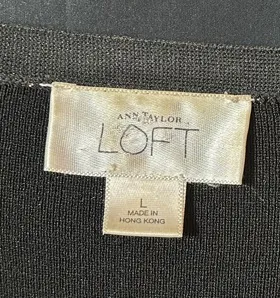 ANN TAYLOR
LOFT
L
MADE IN
HONG KONG